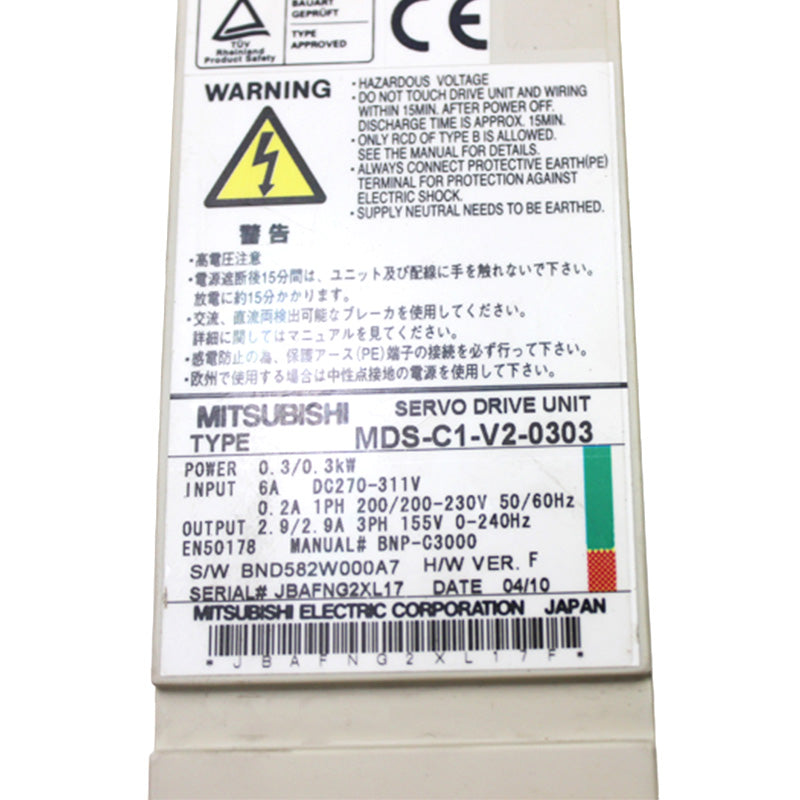 BAUART
GEPRÜFT
TYPE
APPROVED
TÜV
Rheinland
Product Safety
CE
WARNING
・HAZARDOUS VOLTAGE
・DO NOT TOUCH DRIVE UNIT AND WIRING
WITHIN 15MIN. AFTER POWER OFF.
DISCHARGE TIME IS APPROX. 15MIN.
・ONLY RCD OF TYPE B IS ALLOWED.
SEE THE MANUAL FOR DETAILS.
・ALWAYS CONNECT PROTECTIVE EARTH(PE)
TERMINAL FOR PROTECTION AGAINST
ELECTRIC SHOCK.
・SUPPLY NEUTRAL NEEDS TO BE EARTHED.
警告
・高電圧注意
・電源遮断後15分間は、ユニット及び配線に手を触れないで下さい。
放電に約15分かかります。
・交流、直流両検出可能なブレーカを使用してください。
詳細に関してはマニュアルを見てください。
・感電防止の為、保護アース(PE)端子の接続を必ず行って下さい。
・欧州で使用する場合は中性点接地の電源を使用して下さい。
MITSUBISHI SERVO DRIVE UNIT
TYPE MDS-C1-V2-0303
POWER 0.3/0.3kW
INPUT 6A DC270-311V
0.2A 1PH 200/200-230V 50/60Hz
OUTPUT 2.9/2.9A 3PH 155V 0-240Hz
EN50178 MANUAL# BNP-C3000
S/W BND582W000A7 H/W VER. F
SERIAL# JBAFNG2XL17 DATE 04/10
MITSUBISHI ELECTRIC CORPORATION JAPAN
* J B A F N G 2 X L 1 7 F *